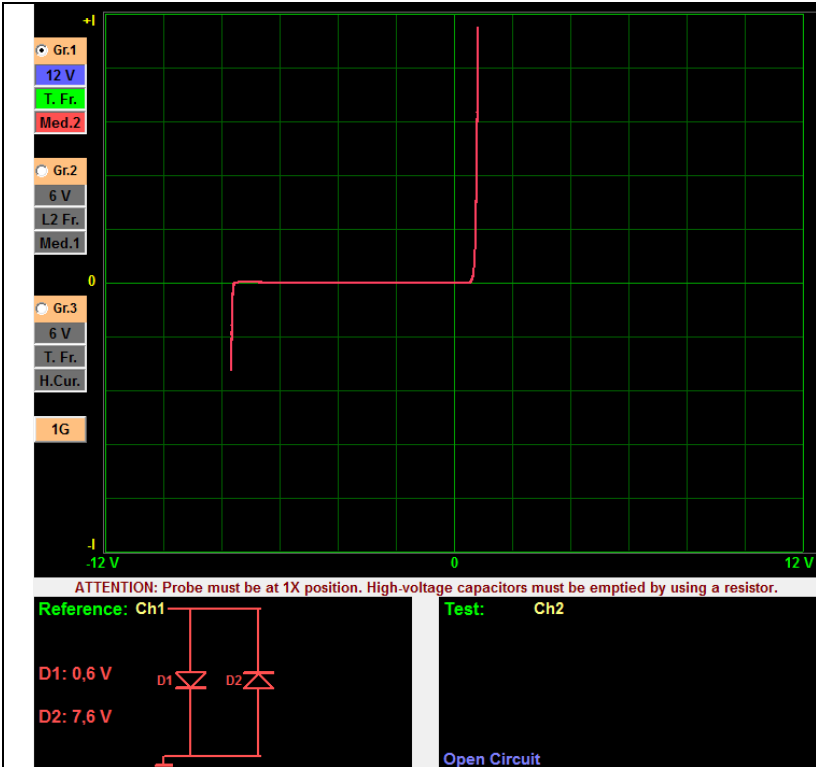 +I
Gr.1
12 V
T. Fr.
Med.2
Gr.2
6 V
L2 Fr.
Med.1
0
Gr.3
6 V
T. Fr.
H.Cur.
1G
-I
-12 V 0 12 V
ATTENTION: Probe must be at 1X position. High-voltage capacitors must be emptied by using a resistor.
Reference: Ch1
D1: 0,6 V
D1 D2
D2: 7,6 V
Test: Ch2
Open Circuit